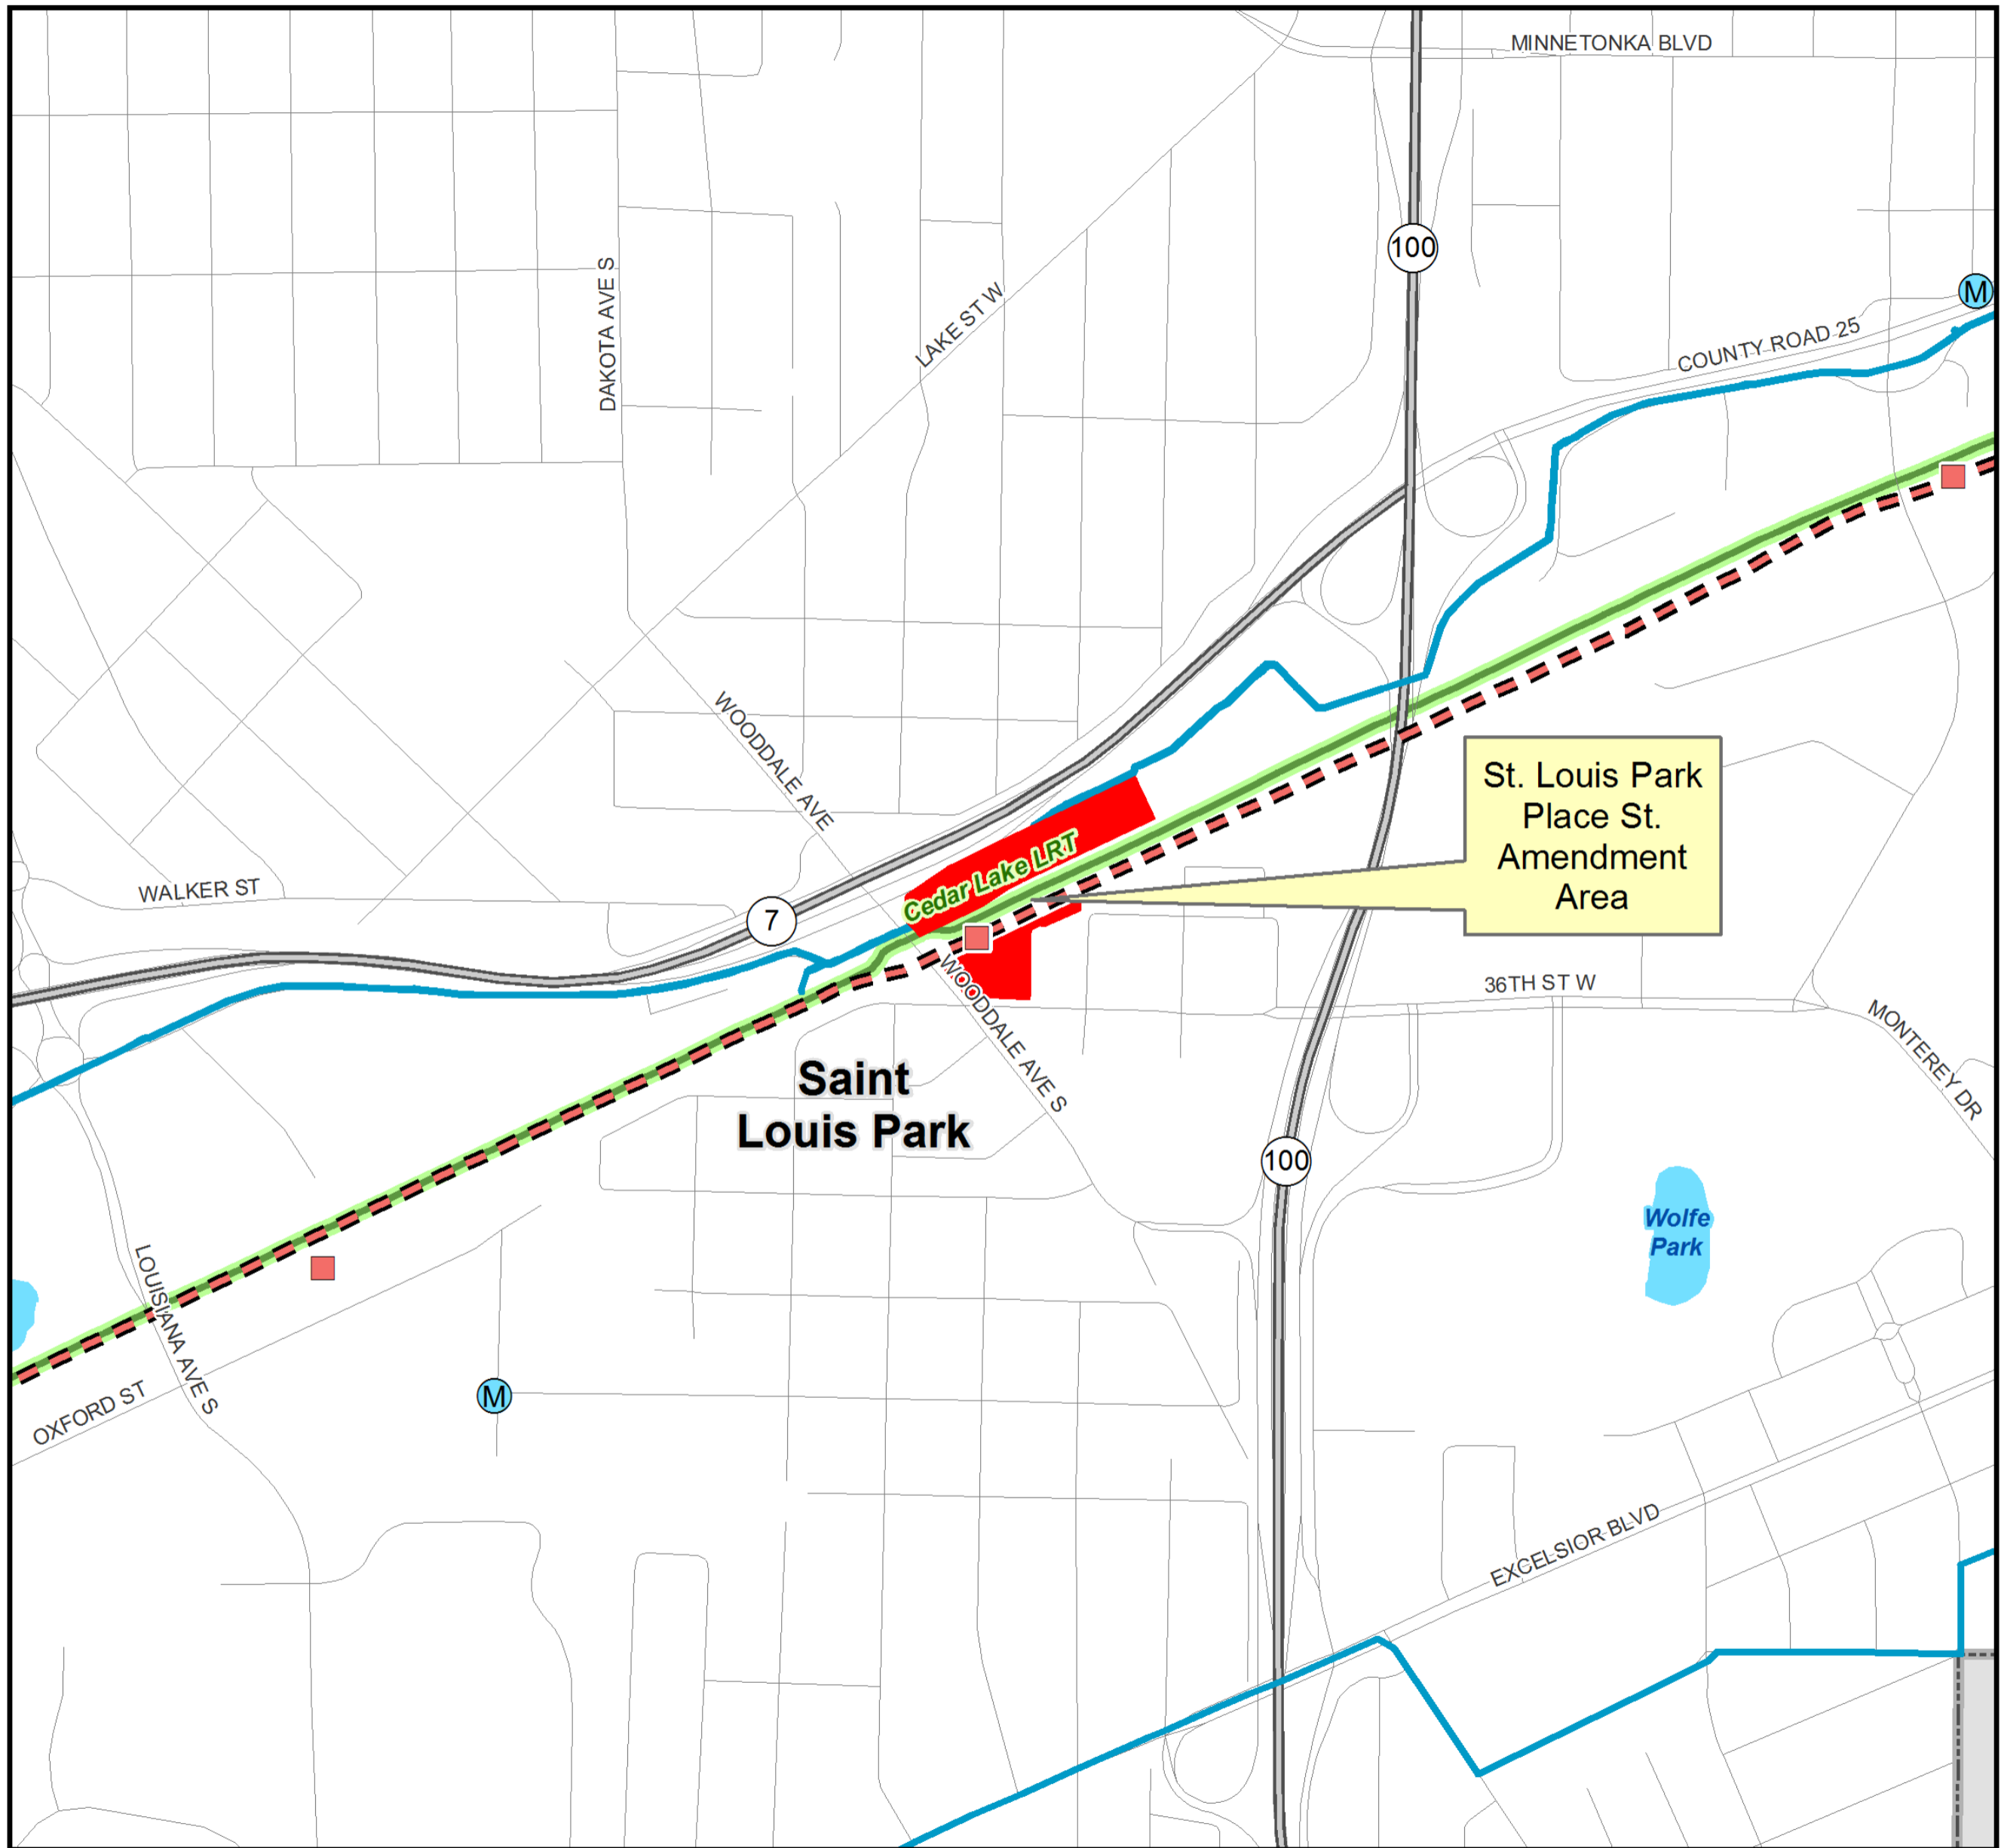 MINNETONKA BLVD
100
DAKOTA AVE S
LAKE ST W
M
COUNTY ROAD 25
WOODDALE AVE
St. Louis Park
Place St.
Amendment
Area
Cedar Lake LRT
WALKER ST
7
WOODDALE AVE S
36TH ST W
MONTEREY DR
Saint
Louis Park
100
Wolfe
Park
LOUISIANA AVE S
OXFORD ST
M
EXCELSIOR BLVD